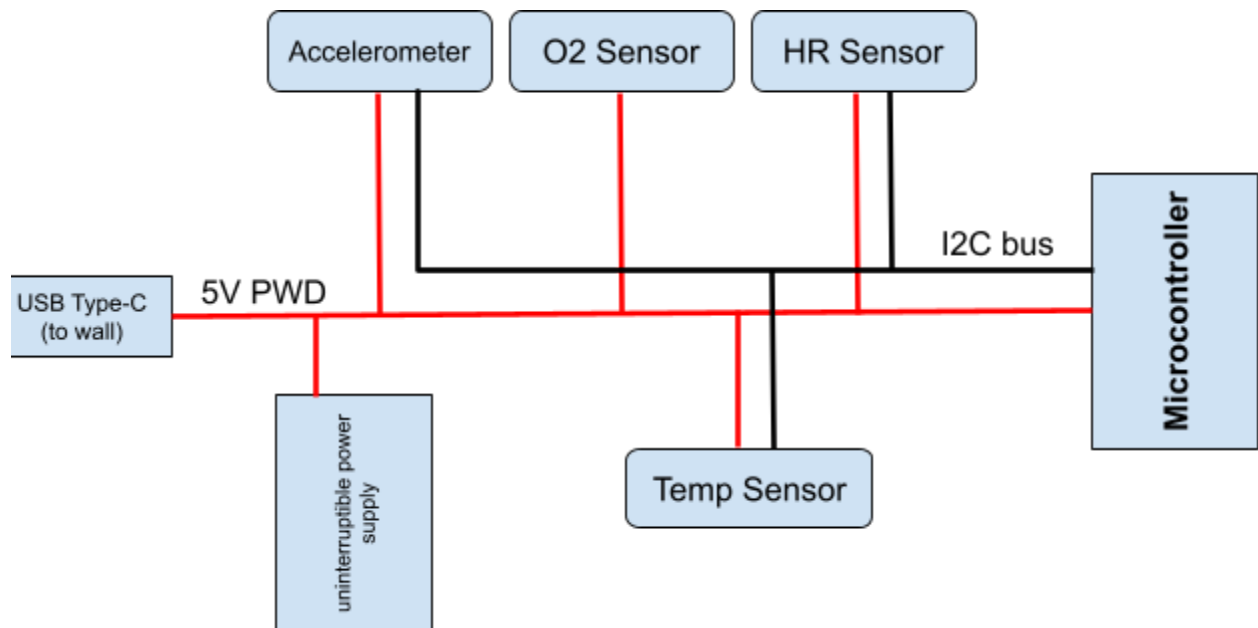 Accelerometer
O2 Sensor
HR Sensor
Microcontroller
I2C bus
USB Type-C
(to wall)
5V PWD
uninterruptible power
supply
Temp Sensor